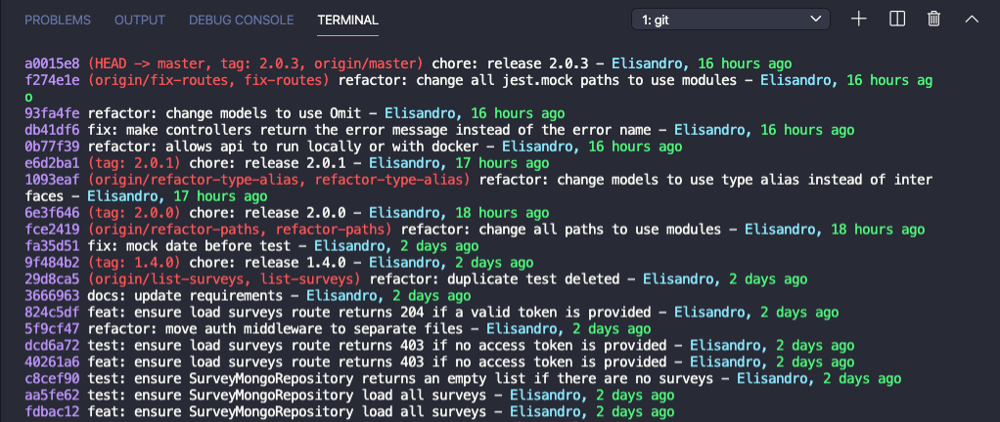 PROBLEMS OUTPUT DEBUG CONSOLE TERMINAL 1: git
a0015e8 (HEAD -> master, tag: 2.0.3, origin/master) chore: release 2.0.3 - Elisandro, 16 hours ago
f274e1e (origin/fix-routes, fix-routes) refactor: change all jest.mock paths to use modules - Elisandro, 16 hours ag
o
93fa4fe refactor: change models to use Omit - Elisandro, 16 hours ago
db41df6 fix: make controllers return the error message instead of the error name - Elisandro, 16 hours ago
0b77f39 refactor: allows api to run locally or with docker - Elisandro, 16 hours ago
e6d2ba1 (tag: 2.0.1) chore: release 2.0.1 - Elisandro, 17 hours ago
1093eaf (origin/refactor-type-alias, refactor-type-alias) refactor: change models to use type alias instead of inter
faces - Elisandro, 17 hours ago
6e3f646 (tag: 2.0.0) chore: release 2.0.0 - Elisandro, 18 hours ago
fce2419 (origin/refactor-paths, refactor-paths) refactor: change all paths to use modules - Elisandro, 18 hours ago
fa35d51 fix: mock date before test - Elisandro, 2 days ago
9f484b2 (tag: 1.4.0) chore: release 1.4.0 - Elisandro, 2 days ago
29d8ca5 (origin/list-surveys, list-surveys) refactor: duplicate test deleted - Elisandro, 2 days ago
3666963 docs: update requirements - Elisandro, 2 days ago
824c5df feat: ensure load surveys route returns 204 if a valid token is provided - Elisandro, 2 days ago
5f9cf47 refactor: move auth middleware to separate files - Elisandro, 2 days ago
dcd6a72 test: ensure load surveys route returns 403 if no access token is provided - Elisandro, 2 days ago
40261a6 feat: ensure load surveys route returns 403 if no access token is provided - Elisandro, 2 days ago
c8cef90 test: ensure SurveyMongoRepository returns an empty list if there are no surveys - Elisandro, 2 days ago
aa5fe62 test: ensure SurveyMongoRepository load all surveys - Elisandro, 2 days ago
fdbac12 feat: ensure SurveyMongoRepository load all surveys - Elisandro, 2 days ago